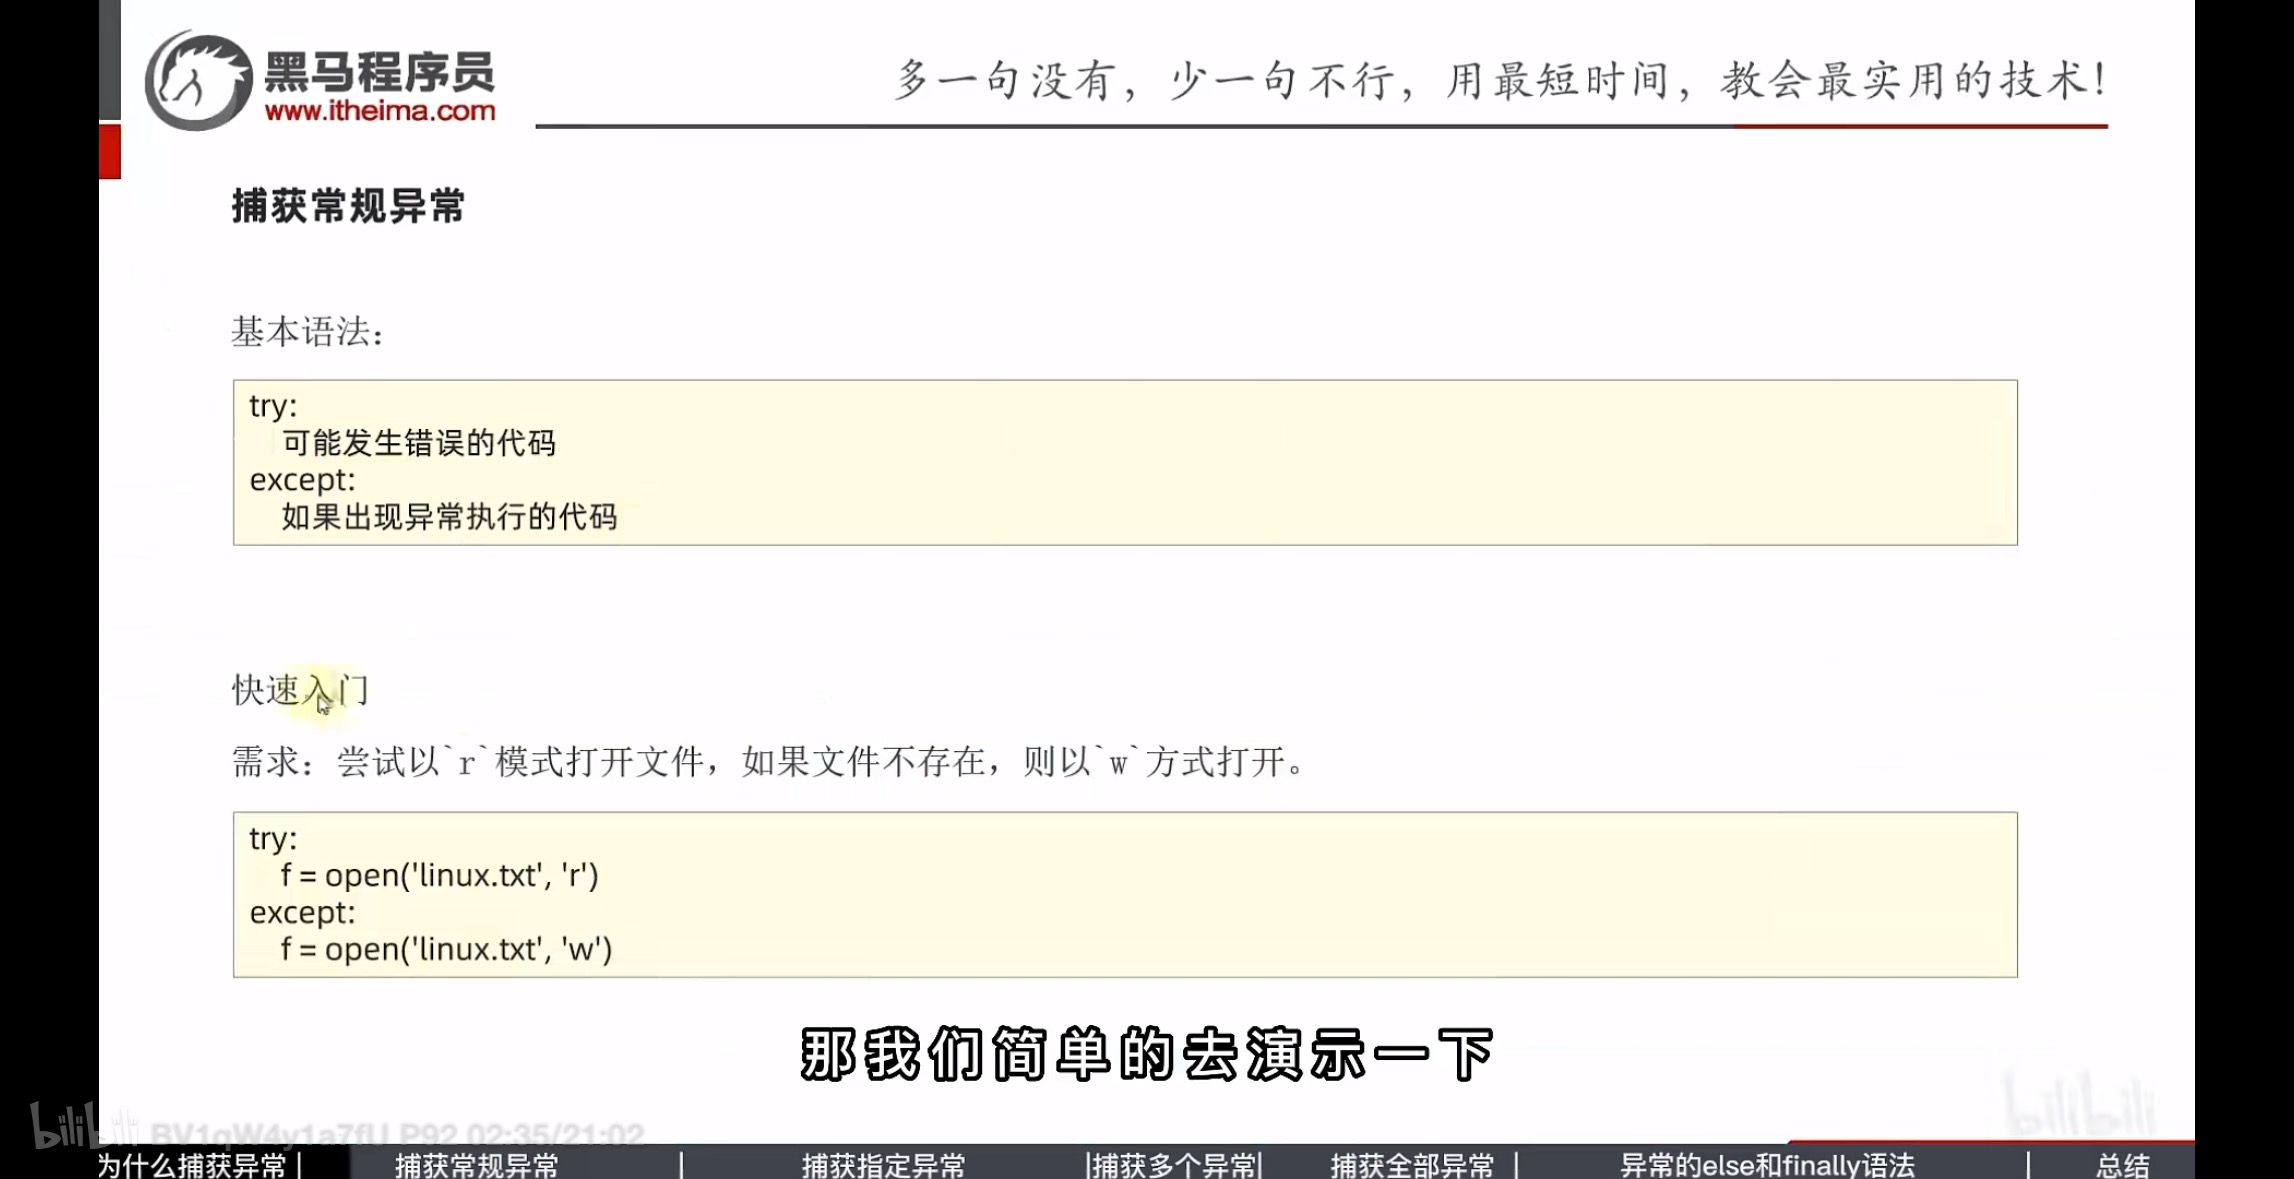 黑马程序员
www.itheima.com
多一句没有，少一句不行，用最短时间，教会最实用的技术！
捕获常规异常
基本语法：
try:
    可能发生错误的代码
except:
    如果出现异常执行的代码
快速入门
需求：尝试以`r`模式打开文件，如果文件不存在，则以`w`方式打开。
try:
    f = open('linux.txt', 'r')
except:
    f = open('linux.txt', 'w')
那我们简单的去演示一下
bilibili
bilibili BV1qW4y1a7fU P92 02:35/21:02
为什么捕获异常 | 捕获常规异常 | 捕获指定异常 |捕获多个异常| 捕获全部异常 | 异常的else和finally语法 | 总结